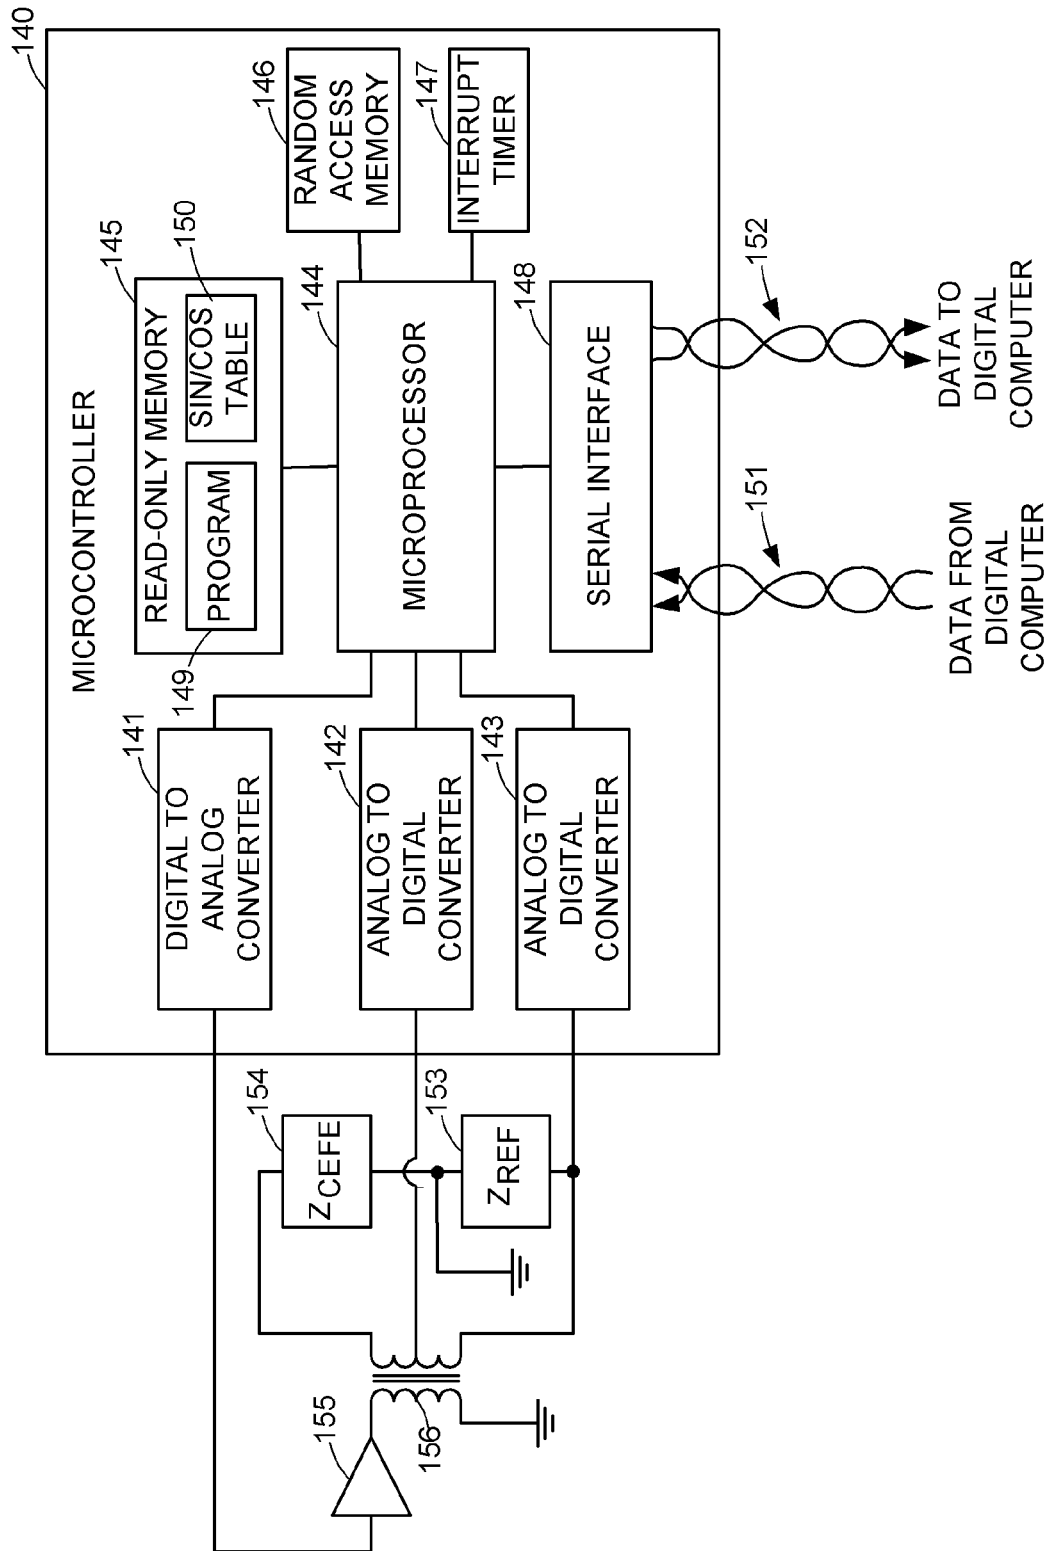 140
MICROCONTROLLER
145
READ-ONLY MEMORY
149
PROGRAM
150
SIN/COS
TABLE
146
RANDOM
ACCESS
MEMORY
141
DIGITAL TO
ANALOG
CONVERTER
144
MICROPROCESSOR
147
INTERRUPT
TIMER
142
ANALOG TO
DIGITAL
CONVERTER
143
ANALOG TO
DIGITAL
CONVERTER
148
SERIAL INTERFACE
154
ZCEFE
153
ZREF
155
156
151
DATA FROM
DIGITAL
COMPUTER
152
DATA TO
DIGITAL
COMPUTER